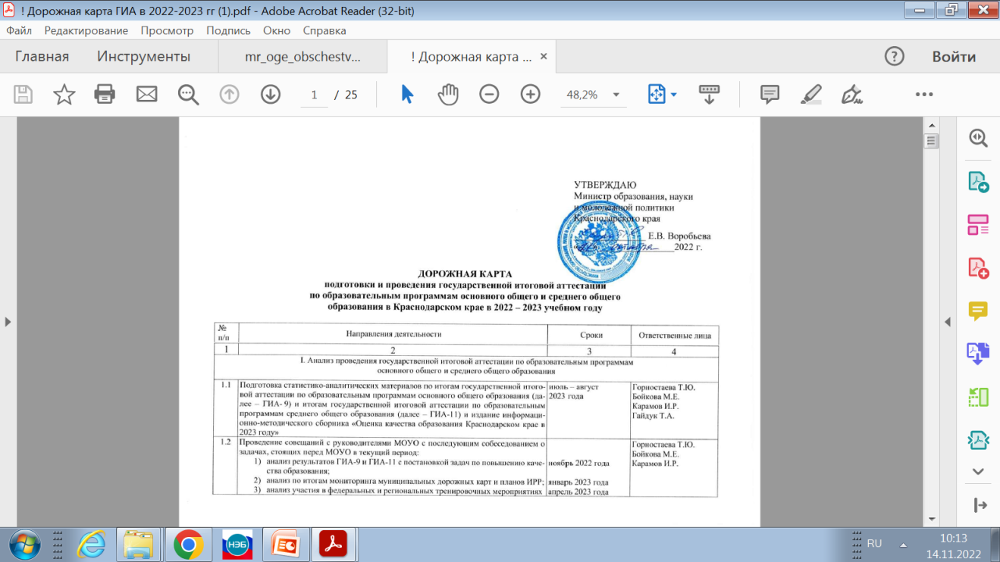 ! Дорожная карта ГИА в 2022-2023 гг (1).pdf - Adobe Acrobat Reader (32-bit)
Файл Редактирование Просмотр Подпись Окно Справка
Главная Инструменты mr_oge_obschestv... ! Дорожная карта ... × Войти
1 / 25 48,2%
УТВЕРЖДАЮ
Министр образования, науки
и молодежной политики
Краснодарского края
Е.В. Воробьева
2022 г.
ДОРОЖНАЯ КАРТА
подготовки и проведения государственной итоговой аттестации
по образовательным программам основного общего и среднего общего
образования в Краснодарском крае в 2022 – 2023 учебном году
№ п/п Направления деятельности Сроки Ответственные лица
1 2 3 4
I. Анализ проведения государственной итоговой аттестации по образовательным программам
основного общего и среднего общего образования
1.1 Подготовка статистико-аналитических материалов по итогам государственной итого- июль – август Горностаева Т.Ю.
вой аттестации по образовательным программам основного общего образования (да- 2023 года Бойкова М.Е.
лее – ГИА- 9) и итогам государственной итоговой аттестации по образовательным Карамов И.Р.
программам среднего общего образования (далее – ГИА-11) и издание информаци- Гайдук Т.А.
онно-методического сборника «Оценка качества образования Краснодарском крае в
2023 году»
1.2 Проведение совещаний с руководителями МОУО с последующим собеседованием о Горностаева Т.Ю.
задачах, стоящих перед МОУО в текущий период: Бойкова М.Е.
1) анализ результатов ГИА-9 и ГИА-11 с постановкой задач по повышению каче- ноябрь 2022 года Карамов И.Р.
ства образования;
2) анализ по итогам мониторинга муниципальных дорожных карт и планов ИРР; январь 2023 года
3) анализ участия в федеральных и региональных тренировочных мероприятиях апрель 2023 года
НЭБ RU 10:13
14.11.2022